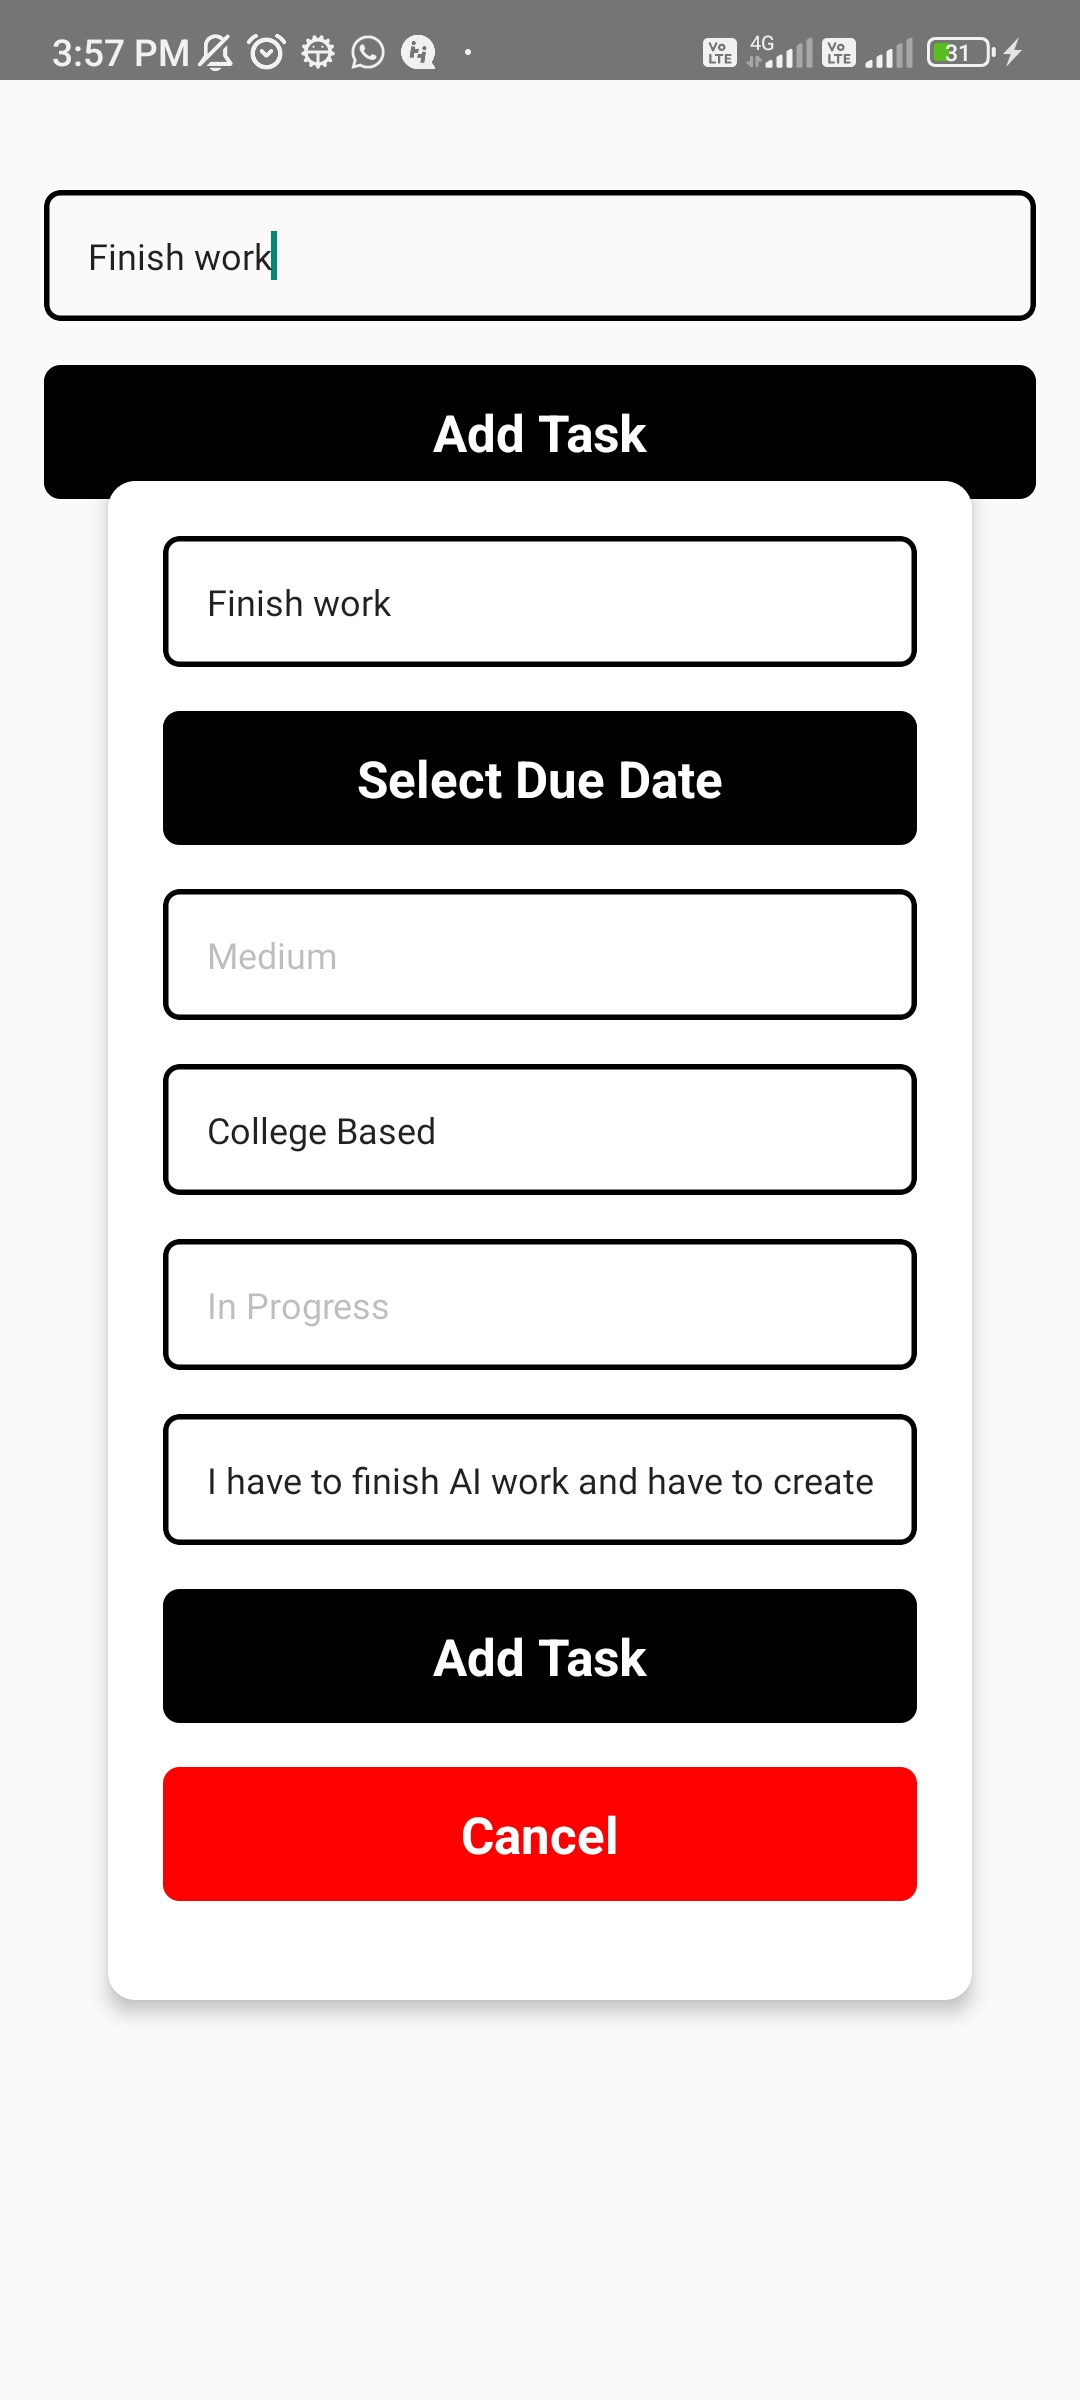 3:57 PM
Vo LTE 4G Vo LTE 31
Finish work
Add Task
Finish work
Select Due Date
Medium
College Based
In Progress
I have to finish AI work and have to create
Add Task
Cancel